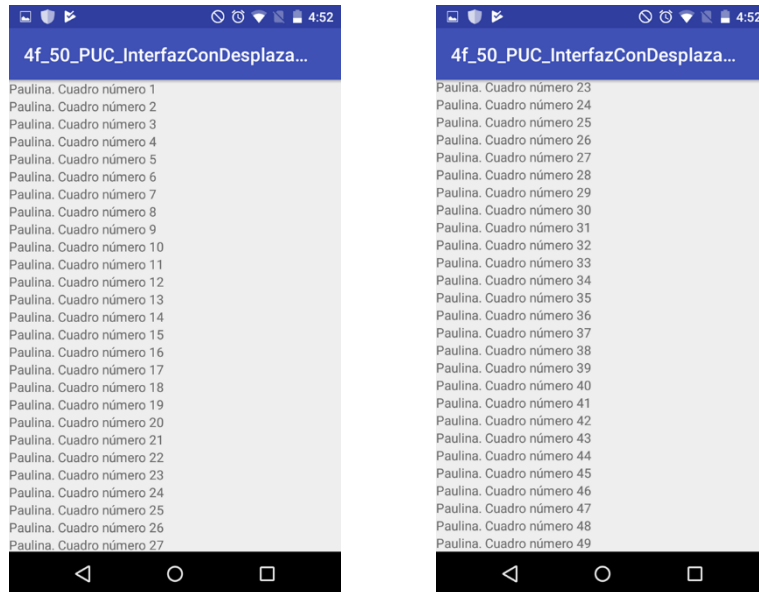 4:52
4f_50_PUC_InterfazConDesplaza...
Paulina. Cuadro número 1
Paulina. Cuadro número 2
Paulina. Cuadro número 3
Paulina. Cuadro número 4
Paulina. Cuadro número 5
Paulina. Cuadro número 6
Paulina. Cuadro número 7
Paulina. Cuadro número 8
Paulina. Cuadro número 9
Paulina. Cuadro número 10
Paulina. Cuadro número 11
Paulina. Cuadro número 12
Paulina. Cuadro número 13
Paulina. Cuadro número 14
Paulina. Cuadro número 15
Paulina. Cuadro número 16
Paulina. Cuadro número 17
Paulina. Cuadro número 18
Paulina. Cuadro número 19
Paulina. Cuadro número 20
Paulina. Cuadro número 21
Paulina. Cuadro número 22
Paulina. Cuadro número 23
Paulina. Cuadro número 24
Paulina. Cuadro número 25
Paulina. Cuadro número 26
Paulina. Cuadro número 27
4:52
4f_50_PUC_InterfazConDesplaza...
Paulina. Cuadro número 23
Paulina. Cuadro número 24
Paulina. Cuadro número 25
Paulina. Cuadro número 26
Paulina. Cuadro número 27
Paulina. Cuadro número 28
Paulina. Cuadro número 29
Paulina. Cuadro número 30
Paulina. Cuadro número 31
Paulina. Cuadro número 32
Paulina. Cuadro número 33
Paulina. Cuadro número 34
Paulina. Cuadro número 35
Paulina. Cuadro número 36
Paulina. Cuadro número 37
Paulina. Cuadro número 38
Paulina. Cuadro número 39
Paulina. Cuadro número 40
Paulina. Cuadro número 41
Paulina. Cuadro número 42
Paulina. Cuadro número 43
Paulina. Cuadro número 44
Paulina. Cuadro número 45
Paulina. Cuadro número 46
Paulina. Cuadro número 47
Paulina. Cuadro número 48
Paulina. Cuadro número 49